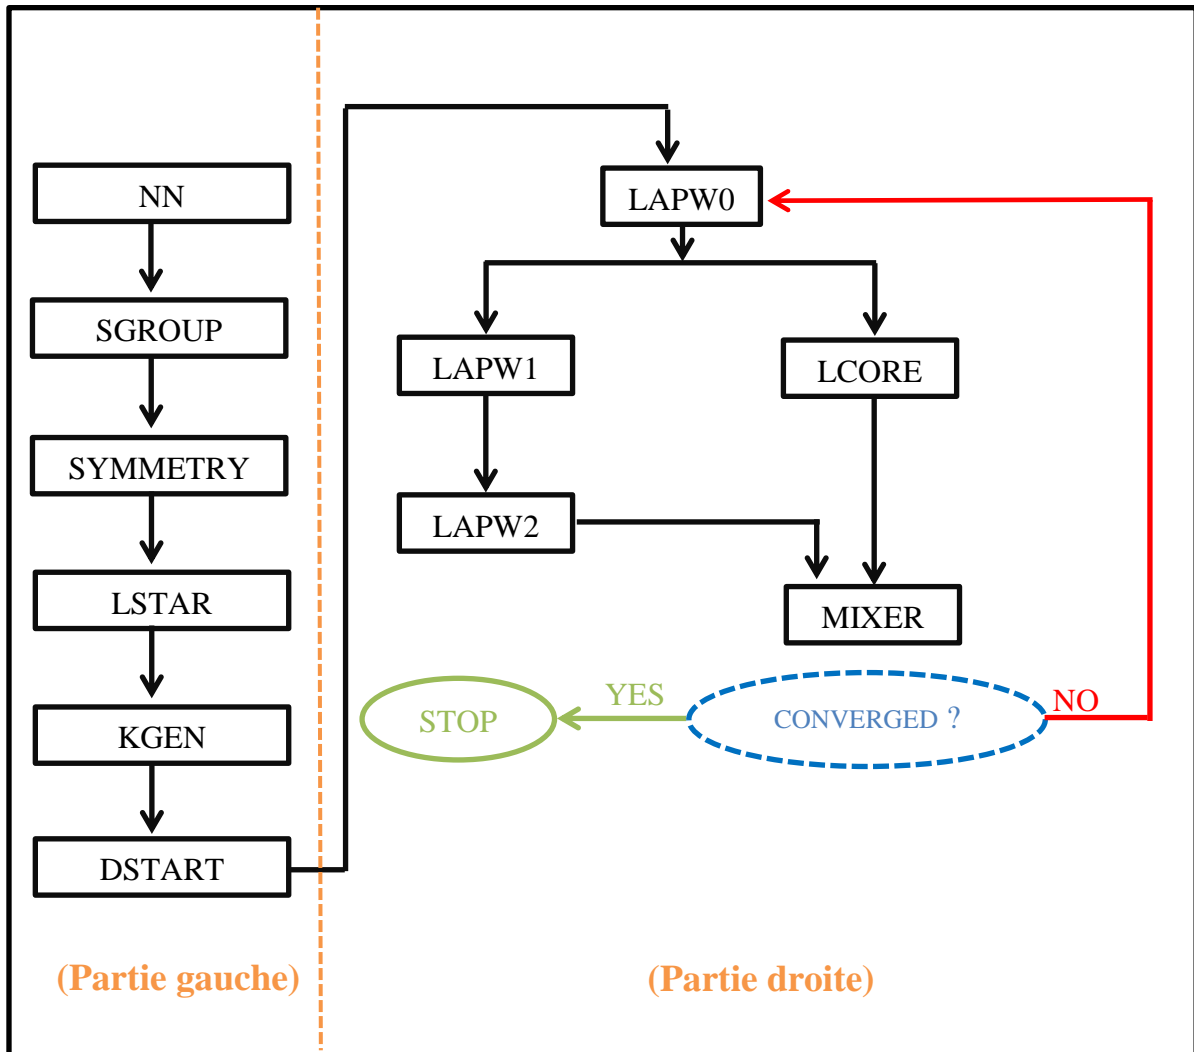 NN
SGROUP
SYMMETRY
LSTAR
KGEN
DSTART
(Partie gauche)
LAPW0
LAPW1
LCORE
LAPW2
MIXER
YES
NO
STOP
CONVERGED ?
(Partie droite)